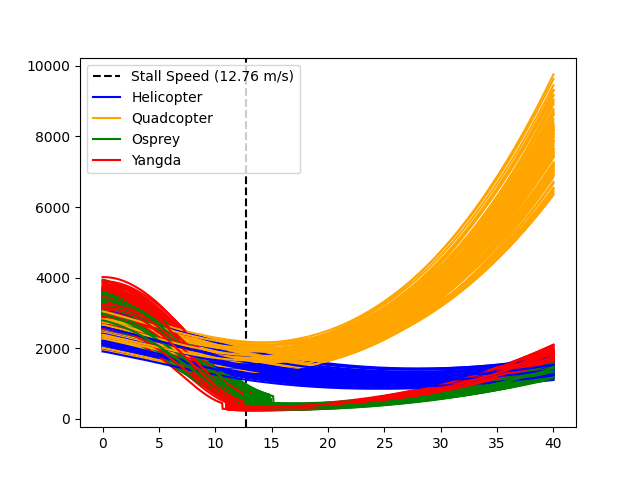 10000
8000
6000
4000
2000
0
Stall Speed (12.76 m/s)
Helicopter
Quadcopter
Osprey
Yangda
0 5 10 15 20 25 30 35 40